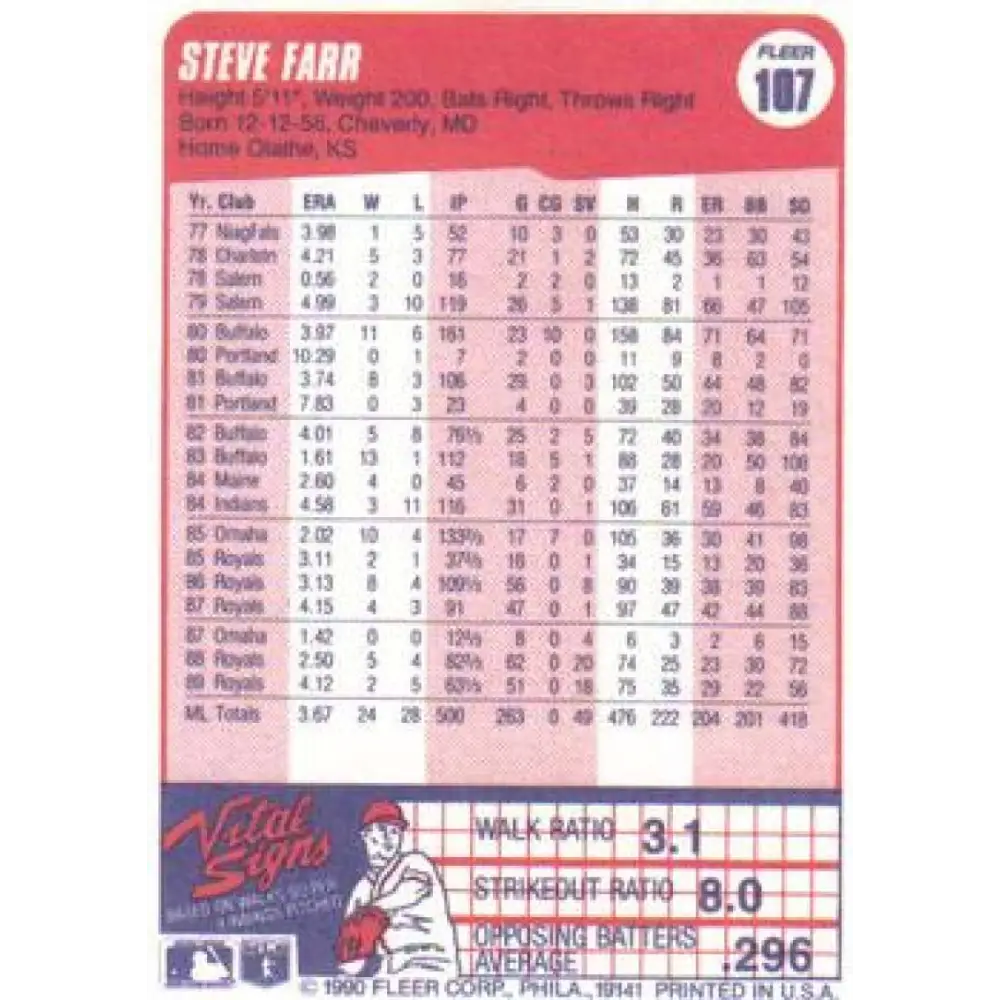 STEVE FARR
FLEER
107
Height 5'11", Weight 200, Bats Right, Throws Right
Born 12-12-56, Cheverly, MD
Home Olathe, KS
Yr. Club ERA W L IP G CG SV H R ER BB SO
77 NiagFals 3.98 1 5 52 10 3 0 53 30 23 30 43
78 Charlstn 4.21 5 3 77 21 1 2 72 45 36 63 54
78 Salem 0.56 2 0 16 2 2 0 13 2 1 1 12
79 Salem 4.99 3 10 119 26 5 1 138 81 66 47 105
80 Buffalo 3.97 11 6 161 23 10 0 158 84 71 64 71
80 Portland 10.29 0 1 7 2 0 0 11 9 8 2 0
81 Buffalo 3.74 8 3 106 29 0 3 102 50 44 48 82
81 Portland 7.83 0 3 23 4 0 0 39 28 20 12 19
82 Buffalo 4.01 5 8 76⅓ 25 2 5 72 40 34 38 84
83 Buffalo 1.61 13 1 112 18 5 1 88 28 20 50 108
84 Maine 2.60 4 0 45 6 2 0 37 14 13 8 40
84 Indians 4.58 3 11 116 31 0 1 106 61 59 46 83
85 Omaha 2.02 10 4 133⅔ 17 7 0 105 36 30 41 98
85 Royals 3.11 2 1 37⅔ 16 0 1 34 15 13 20 36
86 Royals 3.13 8 4 109⅓ 56 0 8 90 39 38 39 83
87 Royals 4.15 4 3 91 47 0 1 97 47 42 44 88
87 Omaha 1.42 0 0 12⅔ 8 0 4 6 3 2 6 15
88 Royals 2.50 5 4 82⅔ 62 0 20 74 25 23 30 72
89 Royals 4.12 2 5 63⅓ 51 0 18 75 35 29 22 56
ML Totals 3.67 24 28 500 263 0 49 476 222 204 201 418
Vital
Signs
BASED ON WALKS & SO PER
9 INNINGS PITCHED
WALK RATIO 3.1
STRIKEOUT RATIO 8.0
OPPOSING BATTERS
AVERAGE .296
© 1990 FLEER CORP., PHILA., 19141 PRINTED IN U.S.A.